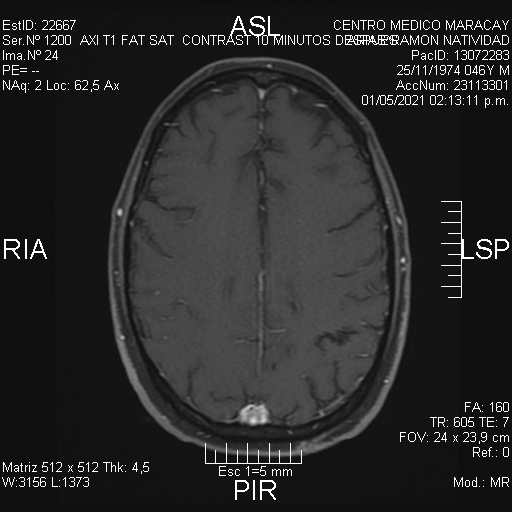 EstID: 22667
Ser.Nº 1200 AXI T1 FAT SAT CONTRAST 10 MINUTOS DESPUES
Ima.Nº 24
PE= --
NAq: 2 Loc: 62,5 Ax
ASL
CENTRO MEDICO MARACAY
RAMON NATIVIDAD
PacID: 13072283
25/11/1974 046Y M
AccNum: 23113301
01/05/2021 02:13:11 p.m.
RIA
LSP
FA: 160
TR: 605 TE: 7
FOV: 24 x 23,9 cm
Ref.: 0
Mod.: MR
Matriz 512 x 512 Thk: 4,5
W:3156 L:1373
Esc 1=5 mm
PIR